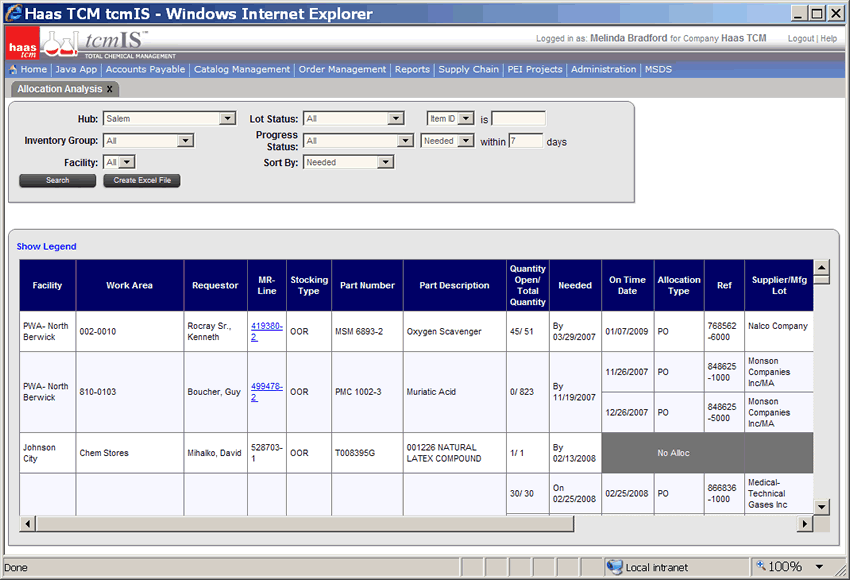 Haas TCM tcmIS - Windows Internet Explorer
haas tcm
tcmIS™
TOTAL CHEMICAL MANAGEMENT
Logged in as: Melinda Bradford for Company Haas TCM
Logout | Help
Home | Java App | Accounts Payable | Catalog Management | Order Management | Reports | Supply Chain | PEI Projects | Administration | MSDS
Allocation Analysis x
Hub: Salem Lot Status: All Item ID is
Inventory Group: All Progress Status: All Needed within 7 days
Facility: All Sort By: Needed
Search Create Excel File
Show Legend
Facility Work Area Requestor MR-Line Stocking Type Part Number Part Description Quantity Open/ Total Quantity Needed On Time Date Allocation Type Ref Supplier/Mfg Lot
PWA- North Berwick 002-0010 Rocray Sr., Kenneth 419380-2 OOR MSM 6893-2 Oxygen Scavenger 45/ 51 By 03/29/2007 01/07/2009 PO 768562-6000 Nalco Company
PWA- North Berwick 810-0103 Boucher, Guy 499478-2 OOR PMC 1002-3 Muriatic Acid 0/ 823 By 11/19/2007 11/26/2007 PO 848625-1000 Monson Companies Inc/MA
12/26/2007 PO 848625-5000 Monson Companies Inc/MA
Johnson City Chem Stores Mihalko, David 528703-1 OOR T008395G 001226 NATURAL LATEX COMPOUND 1/ 1 By 02/13/2008 No Alloc
30/ 30 On 02/25/2008 02/25/2008 PO 866836-1000 Medical-Technical Gases Inc
Done Local intranet 100%